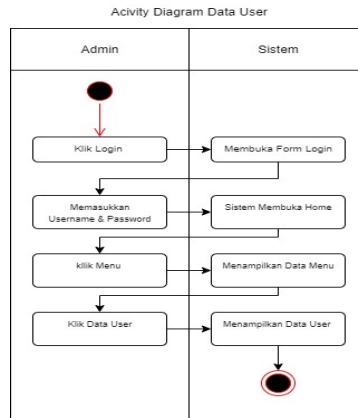 Acivity Diagram Data User
Admin
Sistem
Klik Login
Membuka Form Login
Memasukkan
Username & Password
Sistem Membuka Home
kllik Menu
Menampilkan Data Menu
Klik Data User
Menampilkan Data User